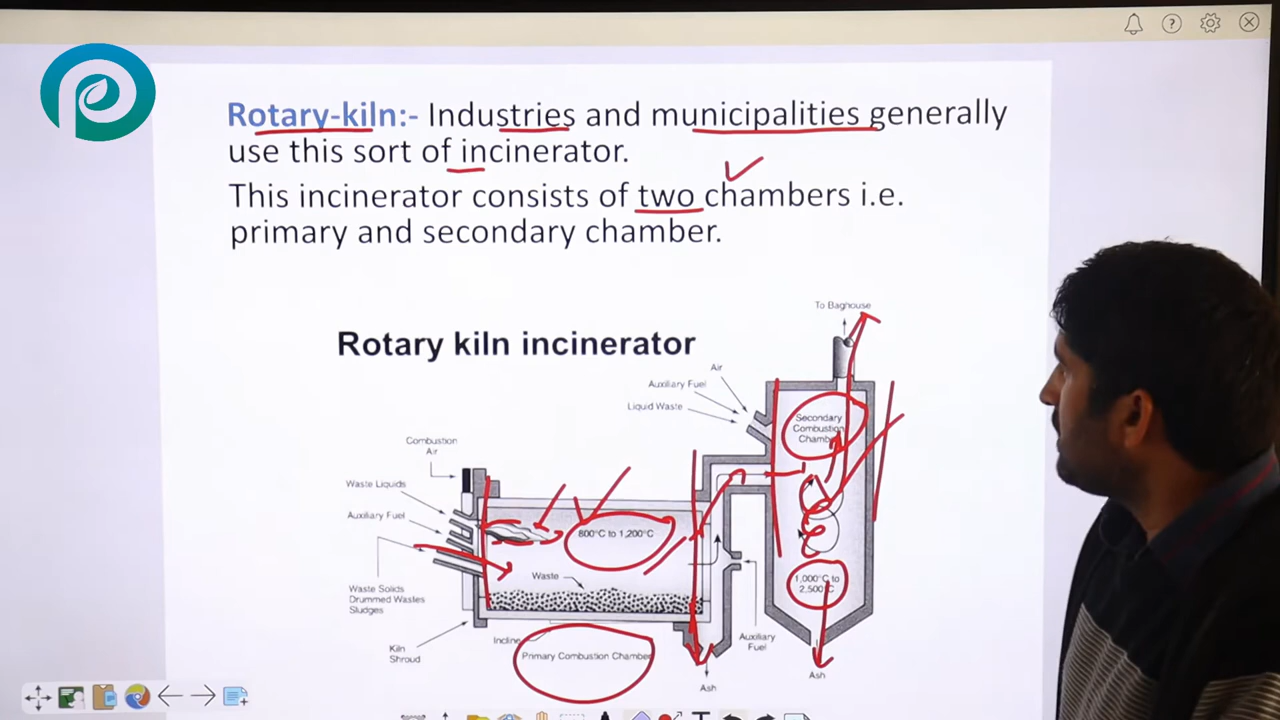 Rotary-kiln:- Industries and municipalities generally
use this sort of incinerator.
This incinerator consists of two chambers i.e.
primary and secondary chamber.
To Baghouse
Rotary kiln incinerator
Air
Auxiliary Fuel
Liquid Waste
Secondary
Combustion
Chamber
Combustion
Air
Waste Liquids
Auxiliary Fuel
800°C to 1,200°C
Waste
1,000°C to
2,500°C
Waste Solids
Drummed Wastes
Sludges
Incline
Auxiliary
Fuel
Kiln
Shroud
Primary Combustion Chamber
Ash
Ash